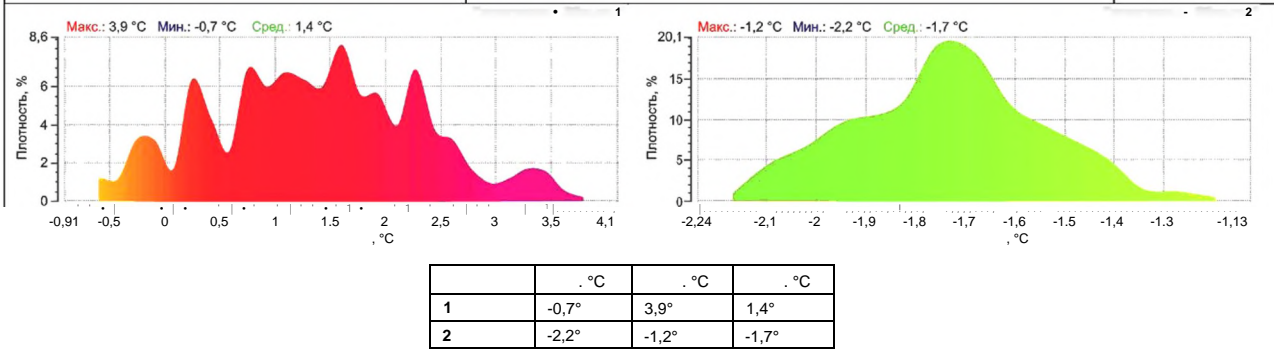 1
2
Макс.: 3,9 °C Мин.: -0,7 °C Сред.: 1,4 °C
Плотность, %
8,6
6
4
2
0
-0,91 -0,5 0 0,5 1 1.5 2 2,5 3 3,5 4,1
, °C
Макс.: -1,2 °C Мин.: -2,2 °C Сред.: -1,7 °C
Плотность, %
20,1
15
10
5
0
-2,24 -2,1 -2 -1,9 -1,8 -1,7 -1,6 -1,5 -1,4 -1.3 -1,13
, °C
. °C . °C . °C
1 -0,7° 3,9° 1,4°
2 -2,2° -1,2° -1,7°